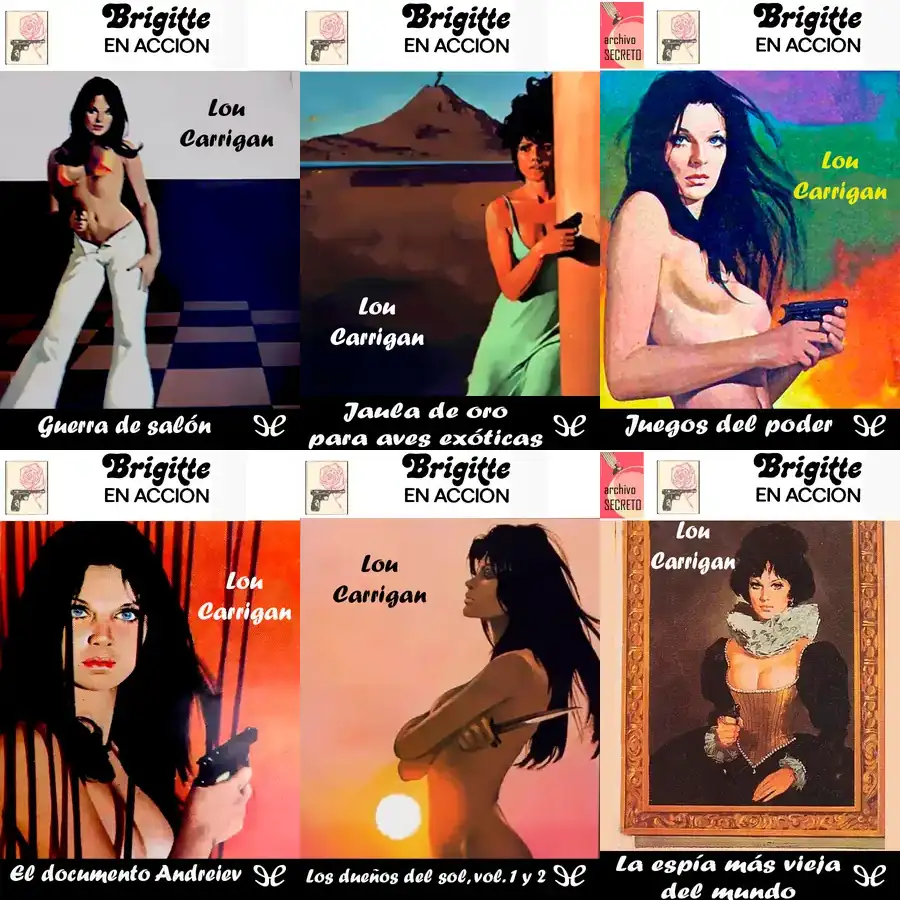 Brigitte
EN ACCION
Lou
Carrigan
Guerra de salón
Brigitte
EN ACCION
Lou
Carrigan
Jaula de oro
para aves exóticas
archivo
SECRETO
Brigitte
EN ACCION
Lou
Carrigan
Juegos del poder
Brigitte
EN ACCION
Lou
Carrigan
El documento Andreiev
Brigitte
EN ACCION
Lou
Carrigan
Los dueños del sol, vol. 1 y 2
archivo
SECRETO
Brigitte
EN ACCION
Lou
Carrigan
La espía más vieja
del mundo